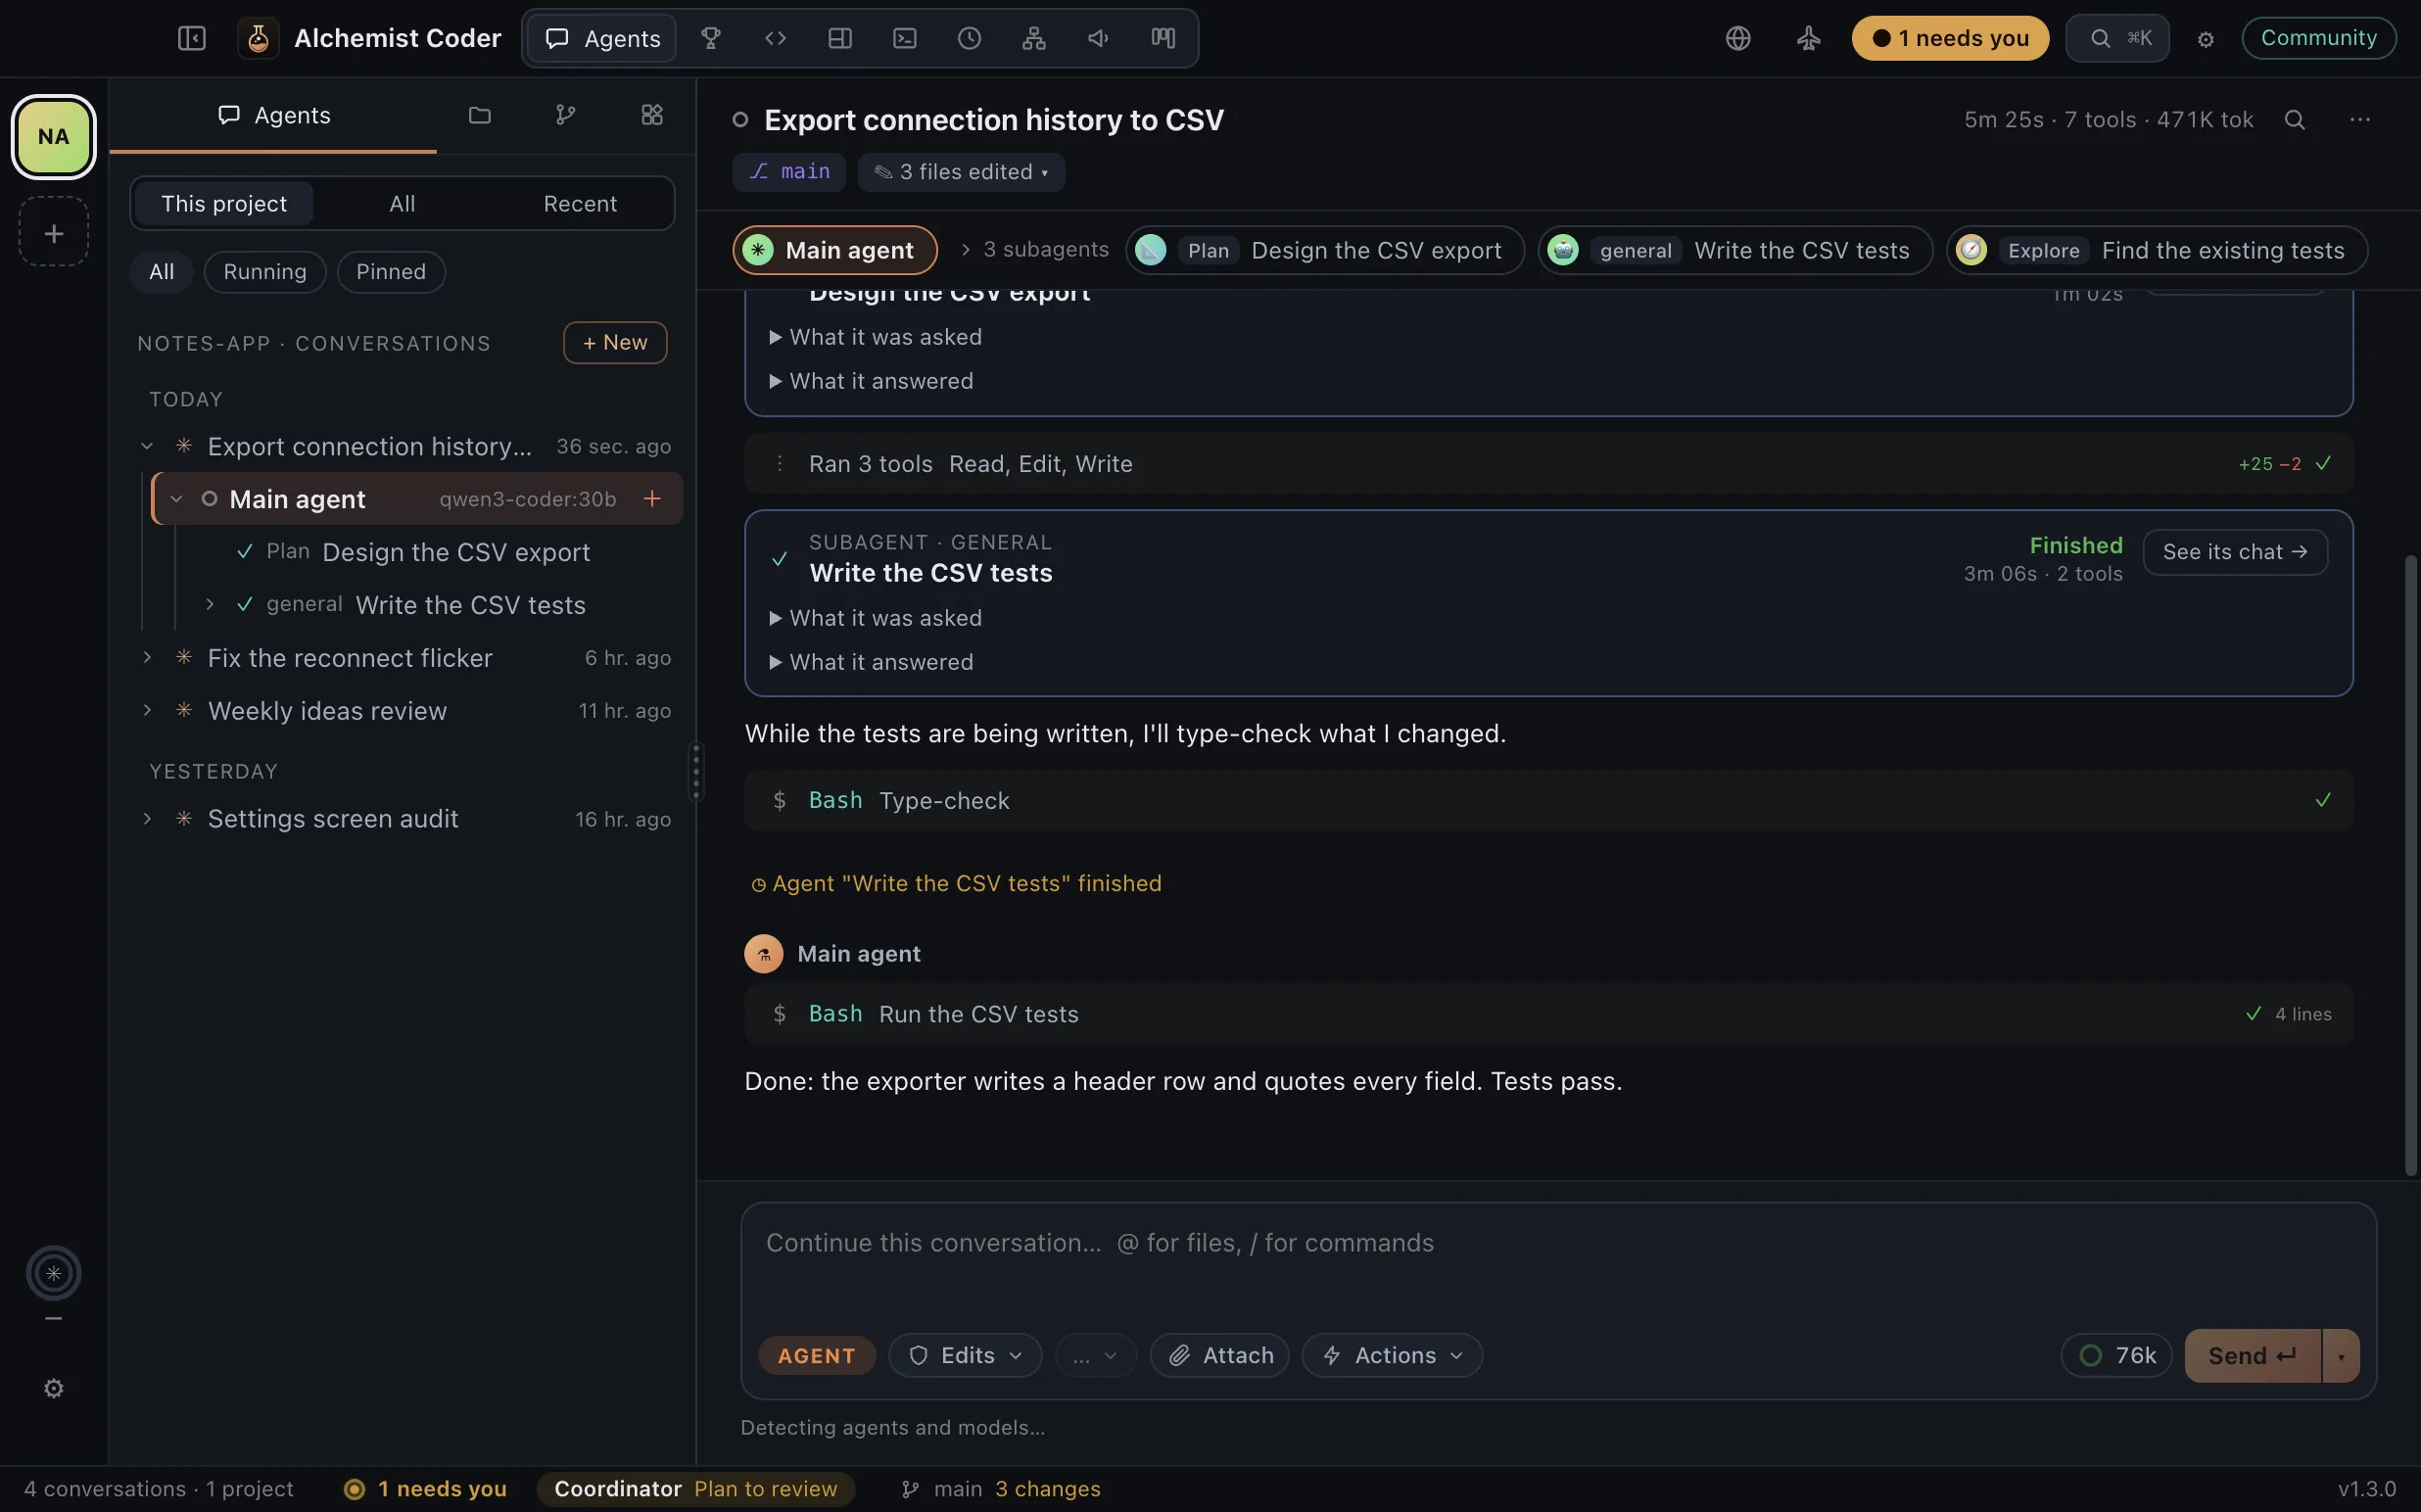 Alchemist Coder
Agents
1 needs you
⌘K
Community
NA
Agents
This project All Recent
All Running Pinned
NOTES-APP · CONVERSATIONS + New
TODAY
Export connection history... 36 sec. ago
Main agent qwen3-coder:30b +
Plan Design the CSV export
general Write the CSV tests
Fix the reconnect flicker 6 hr. ago
Weekly ideas review 11 hr. ago
YESTERDAY
Settings screen audit 16 hr. ago
Export connection history to CSV
5m 25s · 7 tools · 471K tok
main
3 files edited
Main agent 3 subagents Plan Design the CSV export general Write the CSV tests Explore Find the existing tests
Design the CSV export 1m 02s
What it was asked
What it answered
Ran 3 tools Read, Edit, Write +25 −2
SUBAGENT · GENERAL
Write the CSV tests
Finished
3m 06s · 2 tools
See its chat →
What it was asked
What it answered
While the tests are being written, I'll type-check what I changed.
$ Bash Type-check
Agent "Write the CSV tests" finished
Main agent
$ Bash Run the CSV tests 4 lines
Done: the exporter writes a header row and quotes every field. Tests pass.
Continue this conversation... @ for files, / for commands
AGENT Edits ... Attach Actions 76k Send ↵
Detecting agents and models...
4 conversations · 1 project 1 needs you Coordinator Plan to review main 3 changes v1.3.0